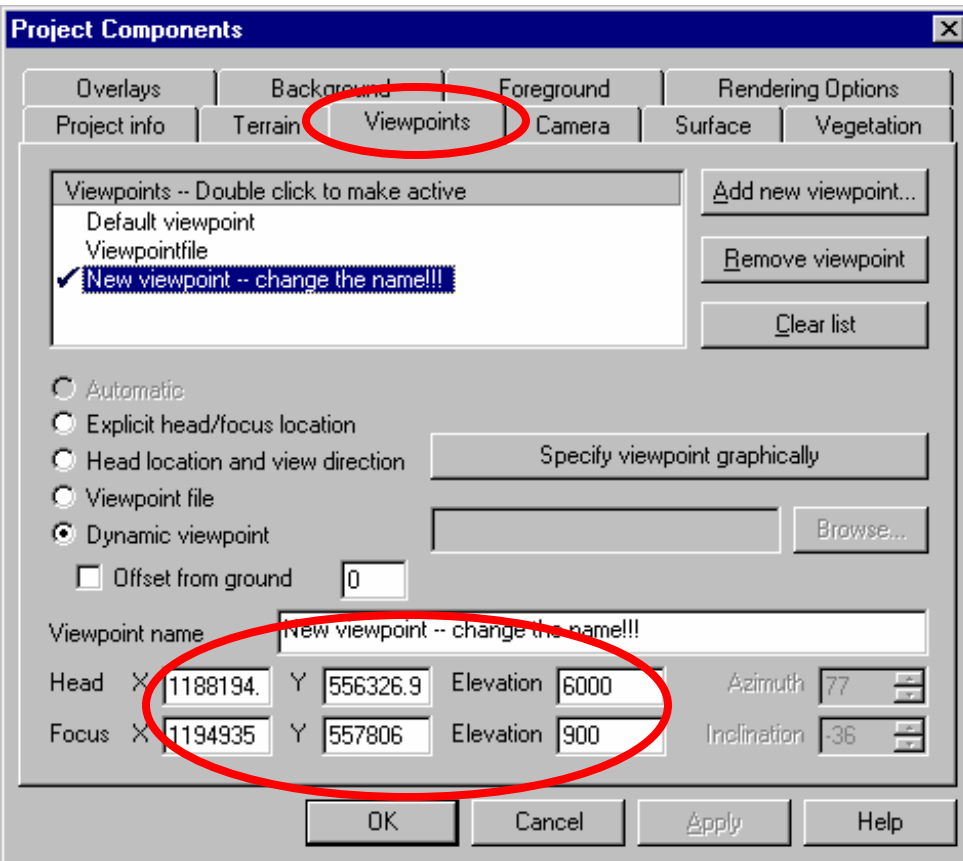 Project Components
Overlays Background Foreground Rendering Options
Project info Terrain Viewpoints Camera Surface Vegetation
Viewpoints -- Double click to make active
Default viewpoint
Viewpointfile
New viewpoint -- change the name!!!
Add new viewpoint...
Remove viewpoint
Clear list
Automatic
Explicit head/focus location
Head location and view direction
Specify viewpoint graphically
Viewpoint file
Dynamic viewpoint
Browse...
Offset from ground 0
Viewpoint name New viewpoint -- change the name!!!
Head X 1188194. Y 556326.9 Elevation 6000 Azimuth 77
Focus X 1194935 Y 557806 Elevation 900 Inclination -36
OK Cancel Apply Help